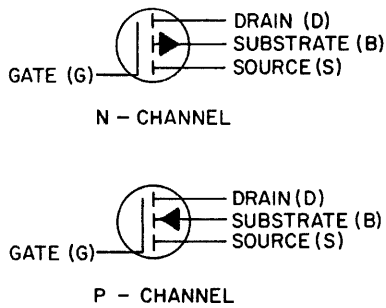 DRAIN (D)
SUBSTRATE (B)
SOURCE (S)
GATE (G)
N - CHANNEL
DRAIN (D)
SUBSTRATE (B)
SOURCE (S)
GATE (G)
P - CHANNEL